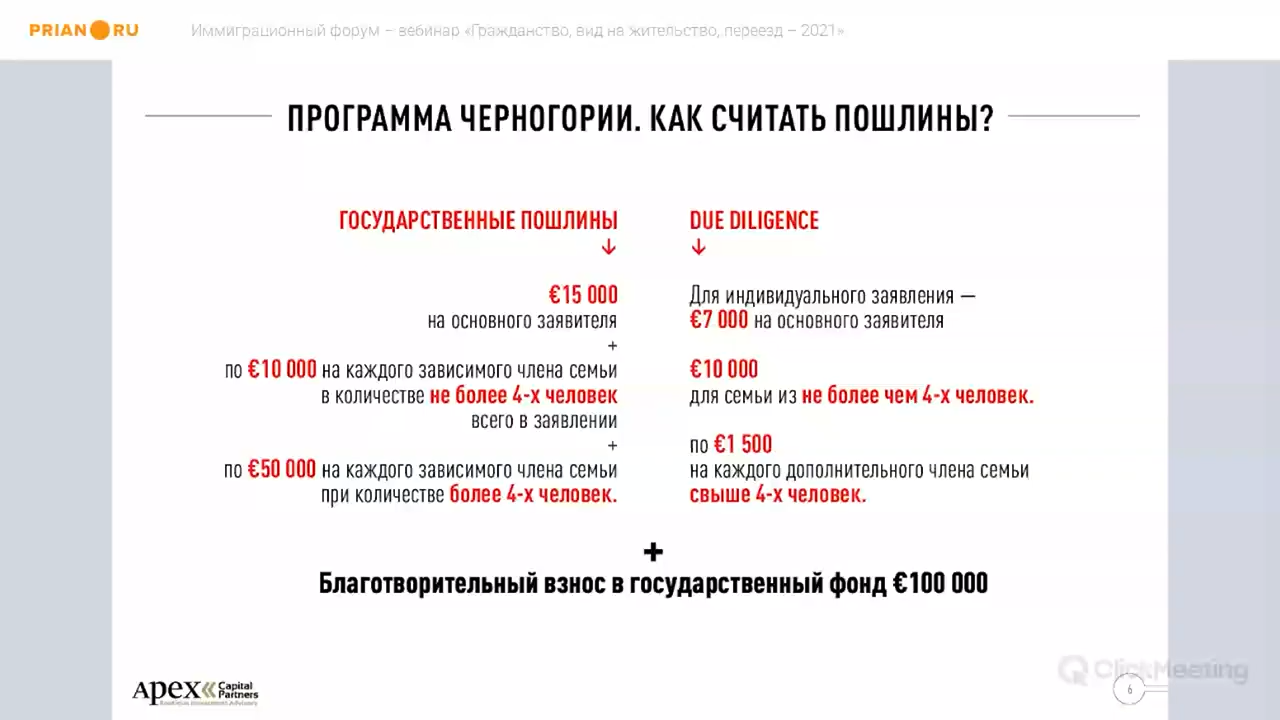 PRIAN RU
Иммиграционный форум – вебинар «Гражданство, вид на жительство, переезд – 2021»
ПРОГРАММА ЧЕРНОГОРИИ. КАК СЧИТАТЬ ПОШЛИНЫ?
ГОСУДАРСТВЕННЫЕ ПОШЛИНЫ
↓
€15 000
на основного заявителя
+
по €10 000 на каждого зависимого члена семьи
в количестве не более 4-х человек
всего в заявлении
+
по €50 000 на каждого зависимого члена семьи
при количестве более 4-х человек.
DUE DILIGENCE
↓
Для индивидуального заявления —
€7 000 на основного заявителя
€10 000
для семьи из не более чем 4-х человек.
по €1 500
на каждого дополнительного члена семьи
свыше 4-х человек.
+
Благотворительный взнос в государственный фонд €100 000
Apex Capital
Partners
ClickMeeting
6